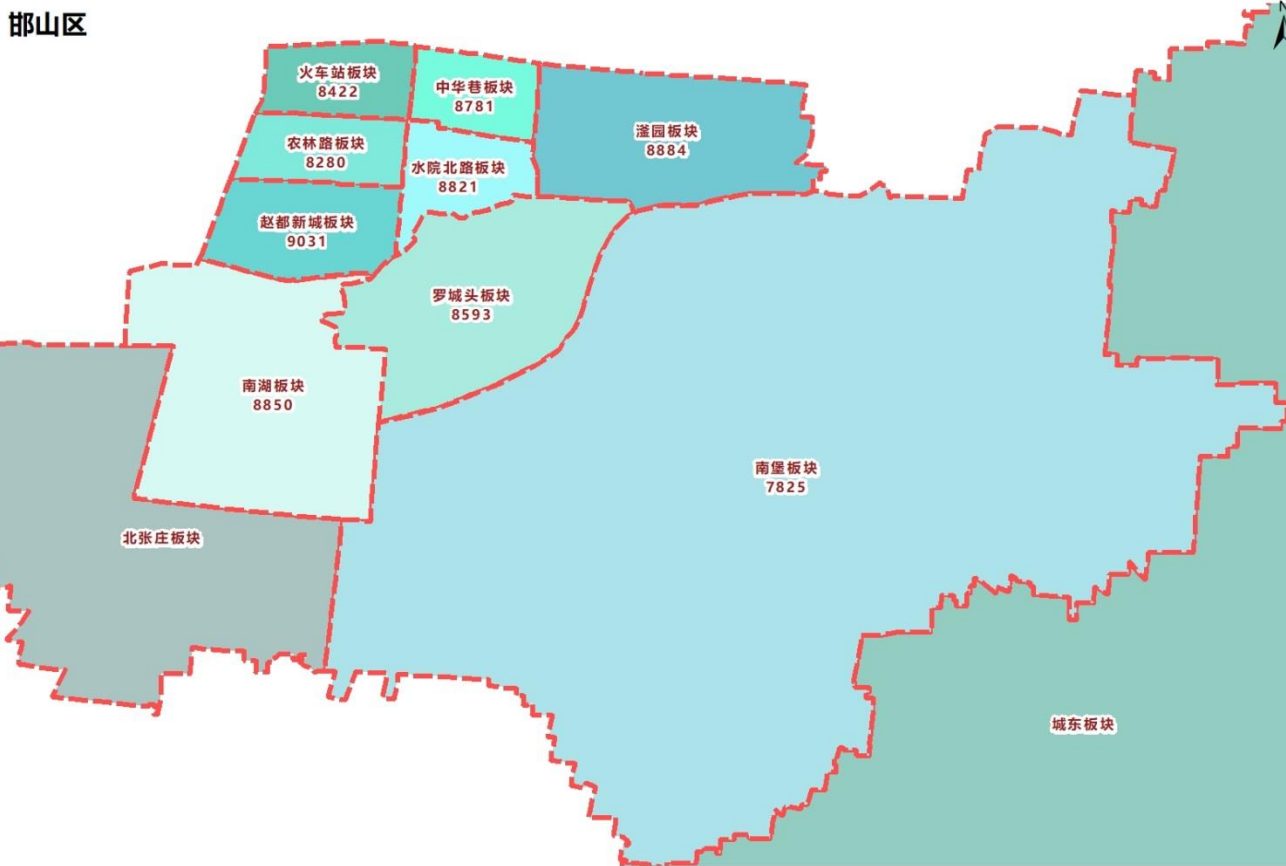 邯山区
火车站板块
8422
中华巷板块
8781
滏园板块
8884
农林路板块
8280
水院北路板块
8821
赵都新城板块
9031
罗城头板块
8593
南湖板块
8850
南堡板块
7825
北张庄板块
城东板块